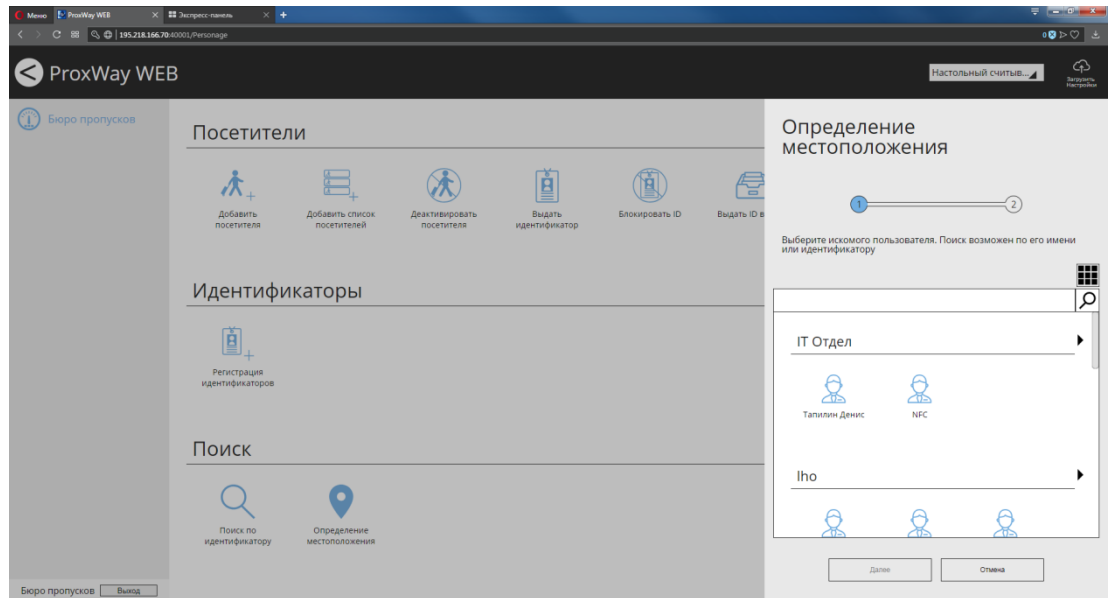 Меню
ProxWay WEB
Экспресс-панель
195.218.166.70:40001/Personage
0
ProxWay WEB
Настольный считыв...
Загрузить
Настройки
Бюро пропусков
Посетители
Добавить
посетителя
Добавить список
посетителей
Деактивировать
посетителя
Выдать
идентификатор
Блокировать ID
Выдать ID в
Идентификаторы
Регистрация
идентификаторов
Поиск
Поиск по
идентификатору
Определение
местоположения
Бюро пропусков
Выход
Определение
местоположения
1
2
Выберите искомого пользователя. Поиск возможен по его имени
или идентификатору
IT Отдел
Тапилин Денис
NFC
lho
Далее
Отмена